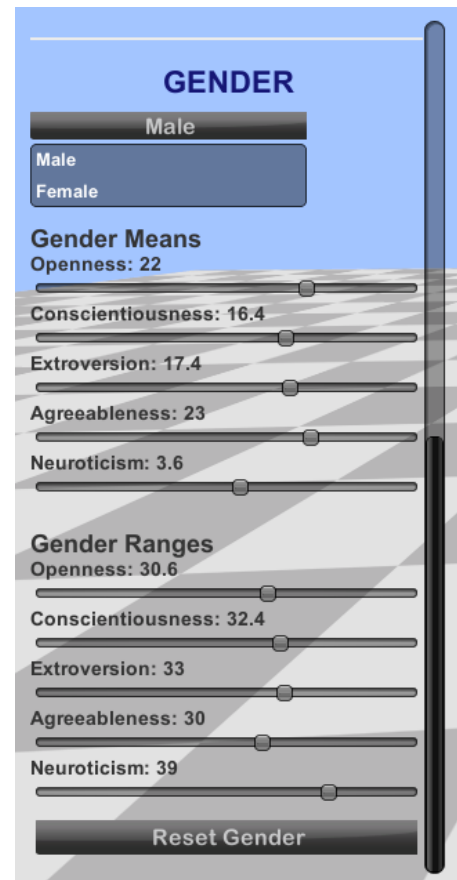 GENDER
Male
Male
Female
Gender Means
Openness: 22
Conscientiousness: 16.4
Extroversion: 17.4
Agreeableness: 23
Neuroticism: 3.6
Gender Ranges
Openness: 30.6
Conscientiousness: 32.4
Extroversion: 33
Agreeableness: 30
Neuroticism: 39
Reset Gender